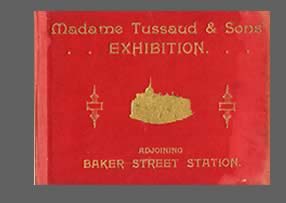 Madame Tussaud & Sons
. . EXHIBITION. . .
ADJOINING
BAKER STREET STATION.